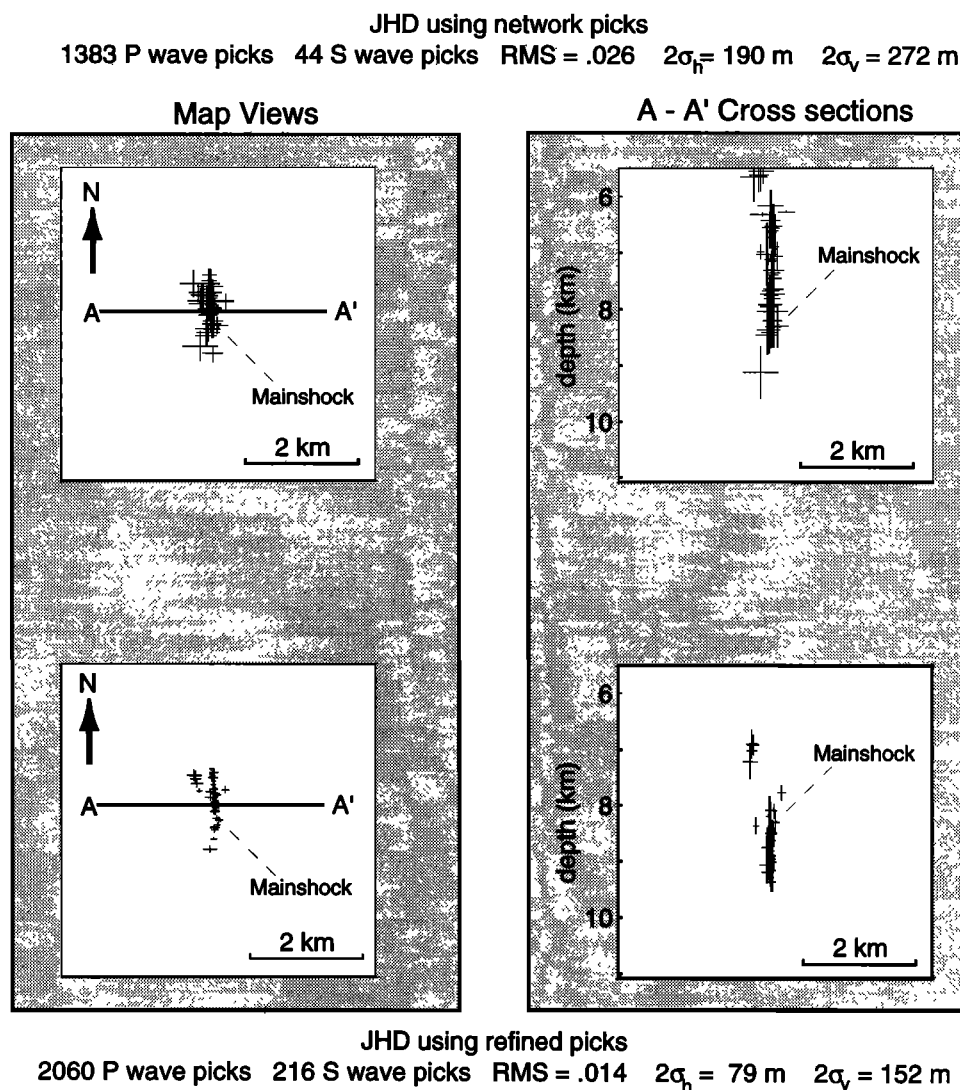 JHD using network picks
1383 P wave picks 44 S wave picks RMS = .026 2σh= 190 m 2σv = 272 m
Map Views
A - A' Cross sections
N
A
A'
Mainshock
2 km
6
8
10
depth (km)
Mainshock
2 km
N
A
A'
Mainshock
2 km
6
8
10
depth (km)
Mainshock
2 km
JHD using refined picks
2060 P wave picks 216 S wave picks RMS = .014 2σh = 79 m 2σv = 152 m